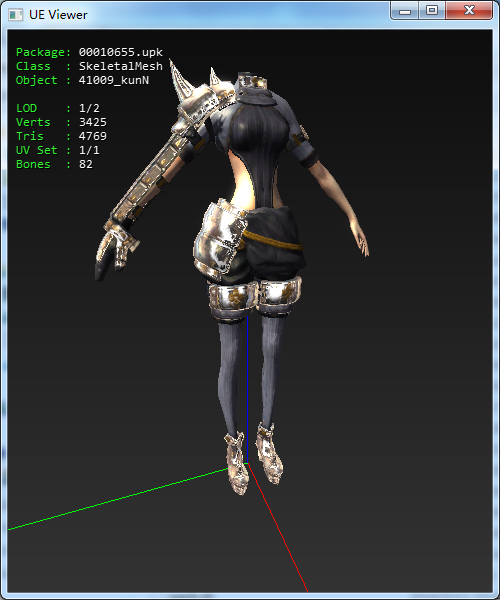 UE Viewer
Package: 00010655.upk
Class : SkeletalMesh
Object : 41009_kunN
LOD : 1/2
Verts : 3425
Tris : 4769
UV Set : 1/1
Bones : 82